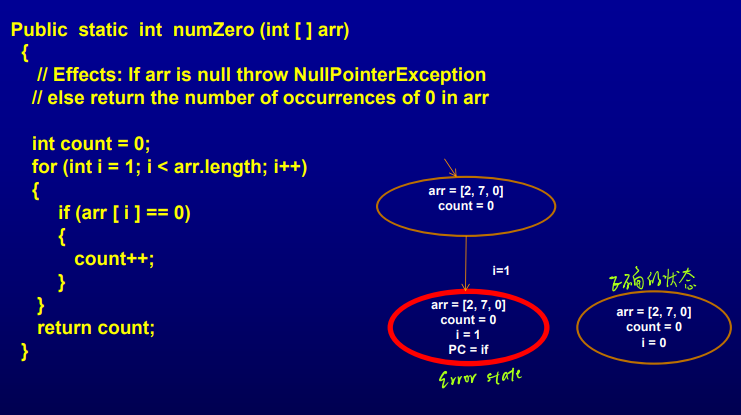 Public static int numZero (int [ ] arr)
{
// Effects: If arr is null throw NullPointerException
// else return the number of occurrences of 0 in arr
int count = 0;
for (int i = 1; i < arr.length; i++)
{
if (arr [ i ] == 0)
{
count++;
}
}
return count;
}
arr = [2, 7, 0]
count = 0
i=1
arr = [2, 7, 0]
count = 0
i = 1
PC = if
Error state
正确的状态
arr = [2, 7, 0]
count = 0
i = 0